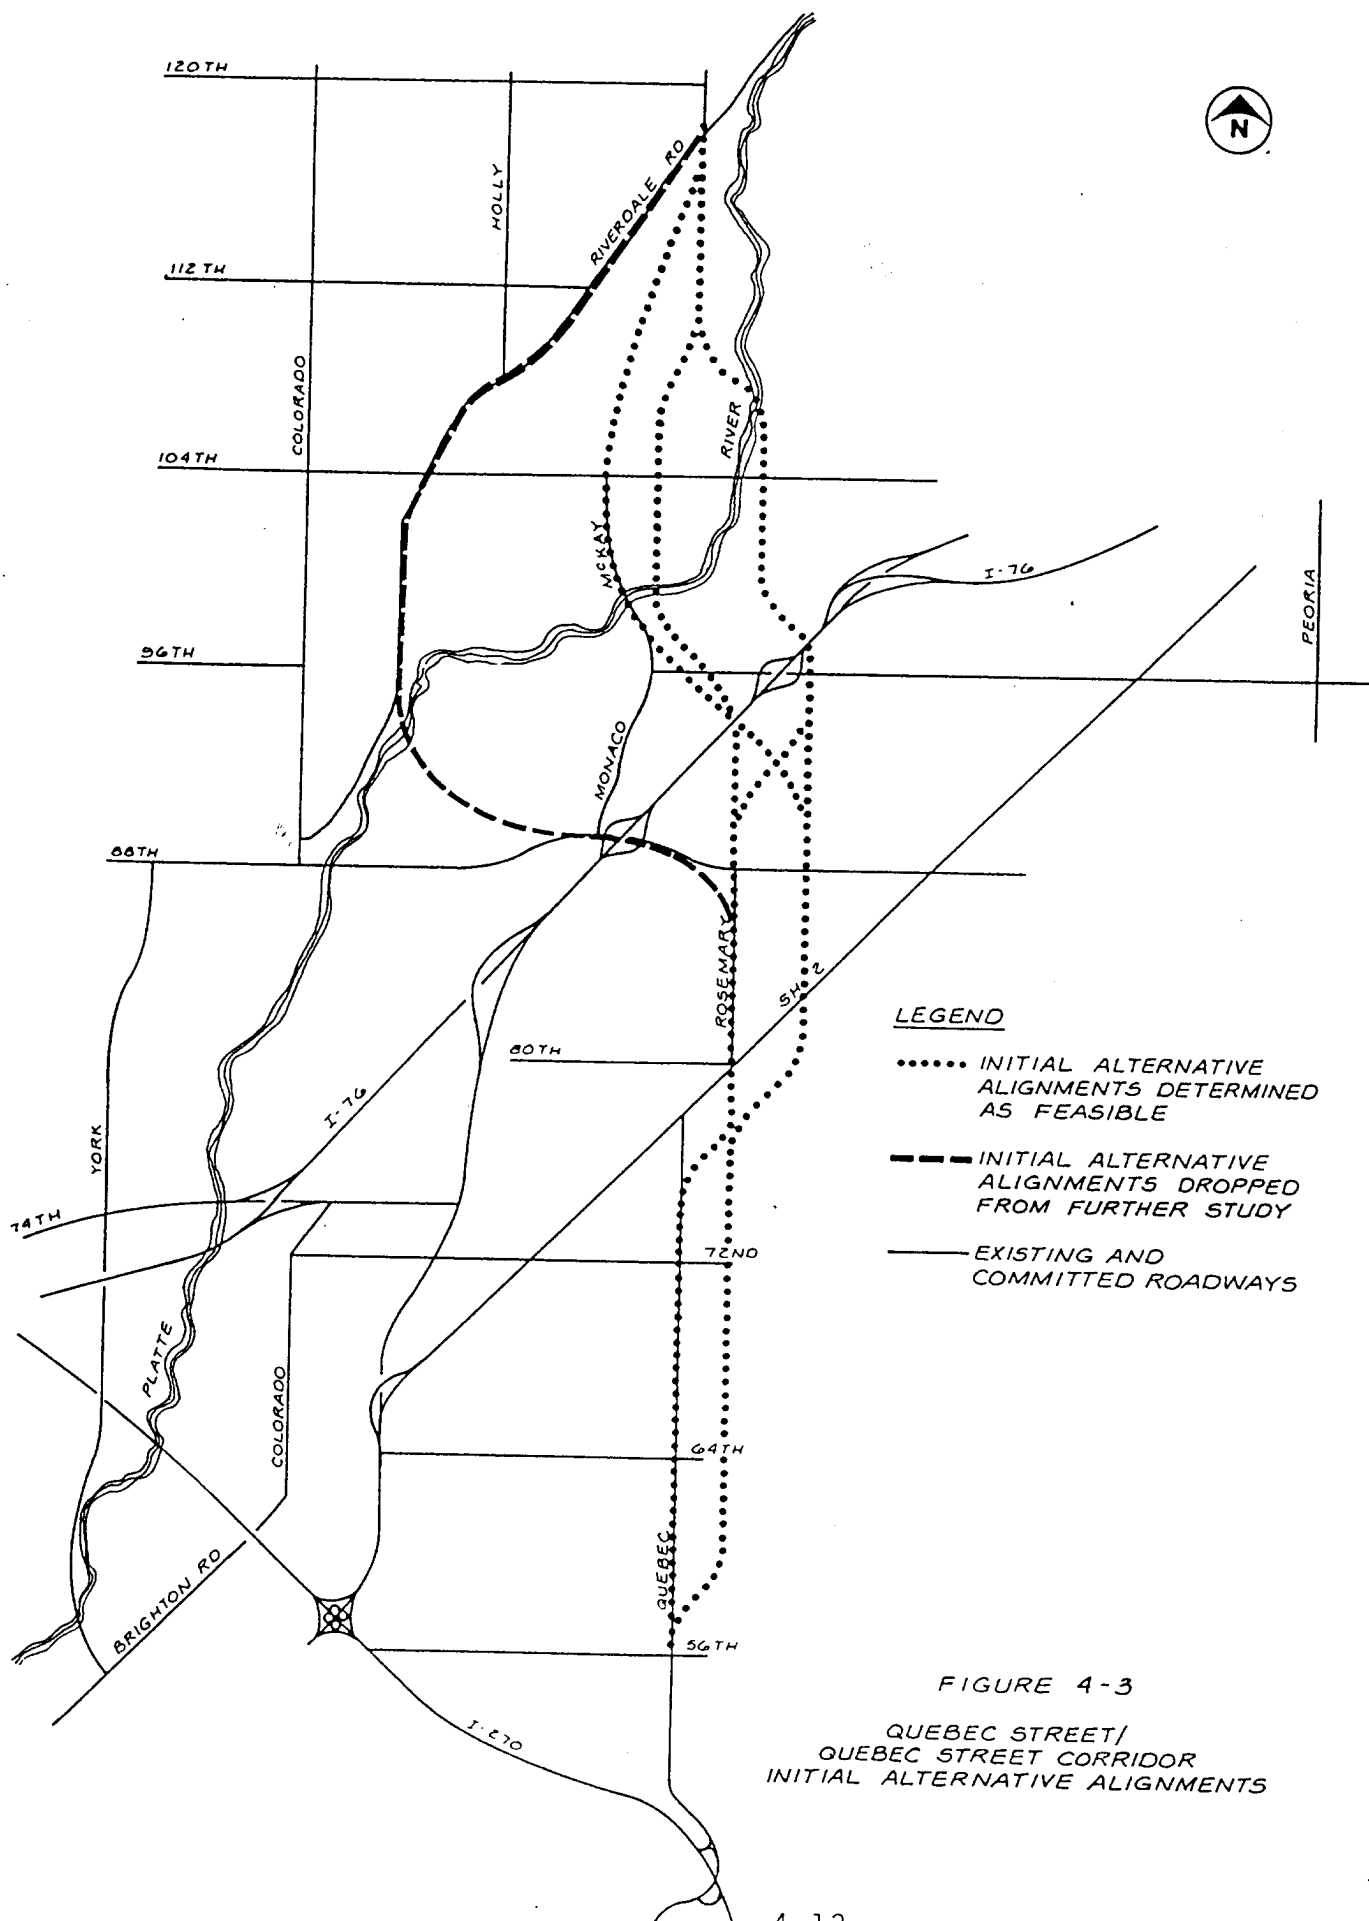 120TH
N
HOLLY
RIVERDALE RD
112TH
COLORADO
RIVER
104TH
MCKAY
I-76
PEORIA
96TH
MONACO
88TH
ROSEMARY
SH 2
LEGEND
80TH
INITIAL ALTERNATIVE
ALIGNMENTS DETERMINED
AS FEASIBLE
I-76
YORK
INITIAL ALTERNATIVE
ALIGNMENTS DROPPED
FROM FURTHER STUDY
74TH
72ND
EXISTING AND
COMMITTED ROADWAYS
PLATTE
COLORADO
64TH
QUEBEC
BRIGHTON RD
56TH
I-270
FIGURE 4-3
QUEBEC STREET/
QUEBEC STREET CORRIDOR
INITIAL ALTERNATIVE ALIGNMENTS